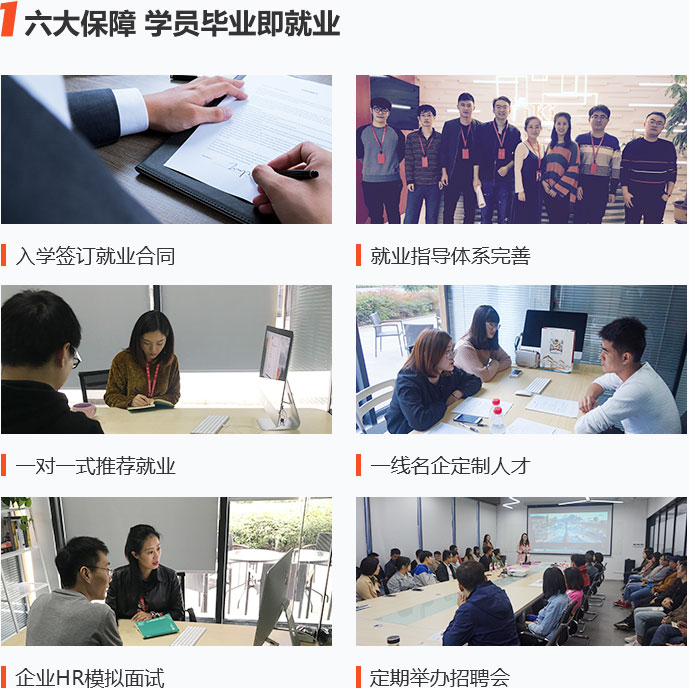 1 六大保障 学员毕业即就业
入学签订就业合同
就业指导体系完善
一对一式推荐就业
一线名企定制人才
企业HR模拟面试
定期举办招聘会